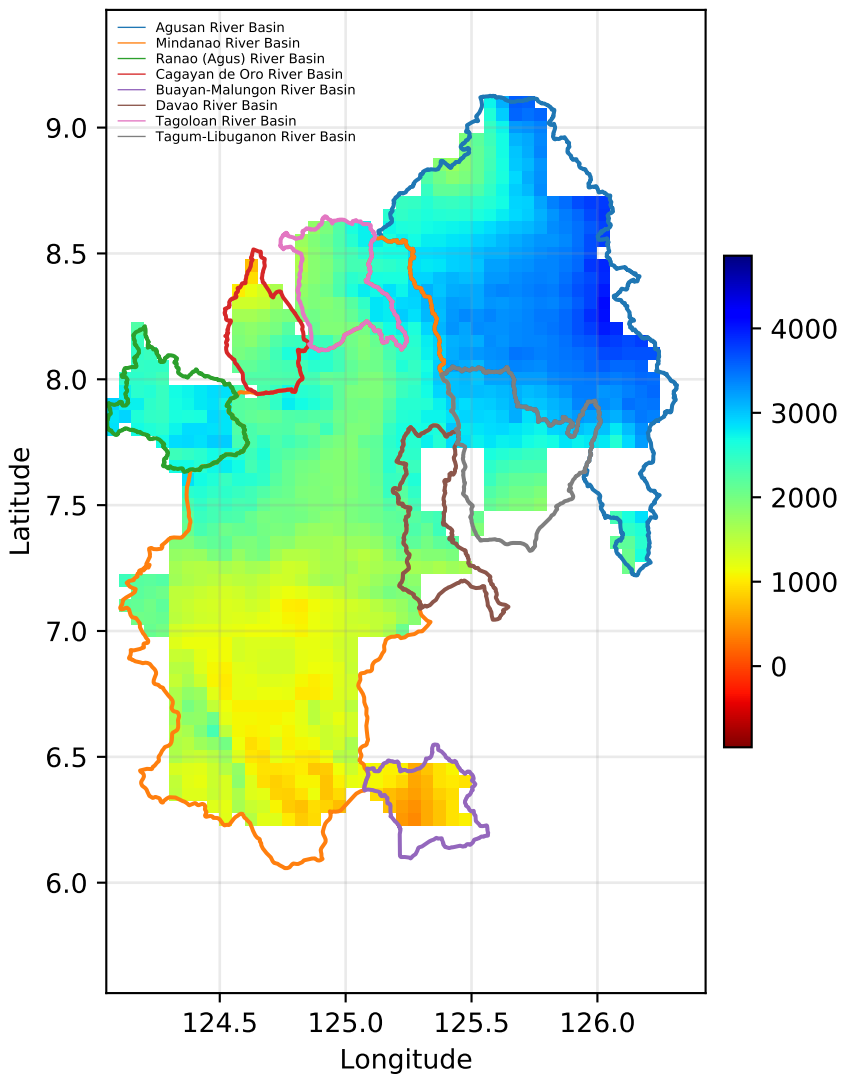 Agusan River Basin
Mindanao River Basin
Ranao (Agus) River Basin
Cagayan de Oro River Basin
Buayan-Malungon River Basin
Davao River Basin
Tagoloan River Basin
Tagum-Libuganon River Basin
9.0
8.5
8.0
7.5
7.0
6.5
6.0
Latitude
124.5 125.0 125.5 126.0
Longitude
4000
3000
2000
1000
0